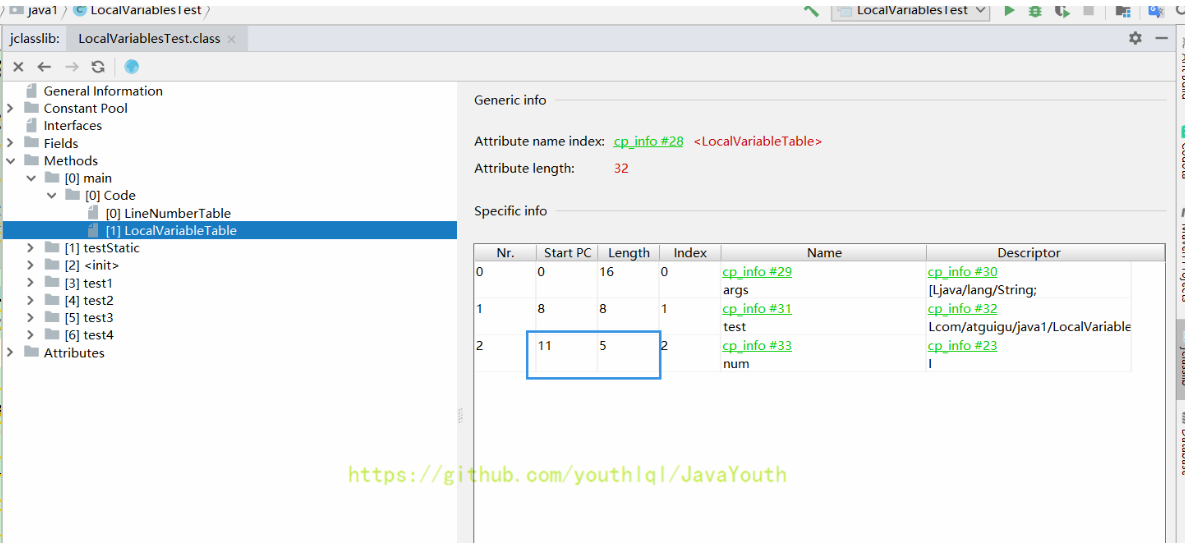 java1 LocalVariablesTest LocalVariablesTest
jclasslib: LocalVariablesTest.class
General Information
Constant Pool
Interfaces
Fields
Methods
[0] main
[0] Code
[0] LineNumberTable
[1] LocalVariableTable
[1] testStatic
[2] <init>
[3] test1
[4] test2
[5] test3
[6] test4
Attributes
Generic info
Attribute name index: cp_info #28 <LocalVariableTable>
Attribute length: 32
Specific info
Nr. Start PC Length Index Name Descriptor
0 0 16 0 cp_info #29 cp_info #30
args [Ljava/lang/String;
1 8 8 1 cp_info #31 cp_info #32
test Lcom/atguigu/java1/LocalVariable
2 11 5 2 cp_info #33 cp_info #23
num I
https://github.com/youthlql/JavaYouth
jclasslib
Database